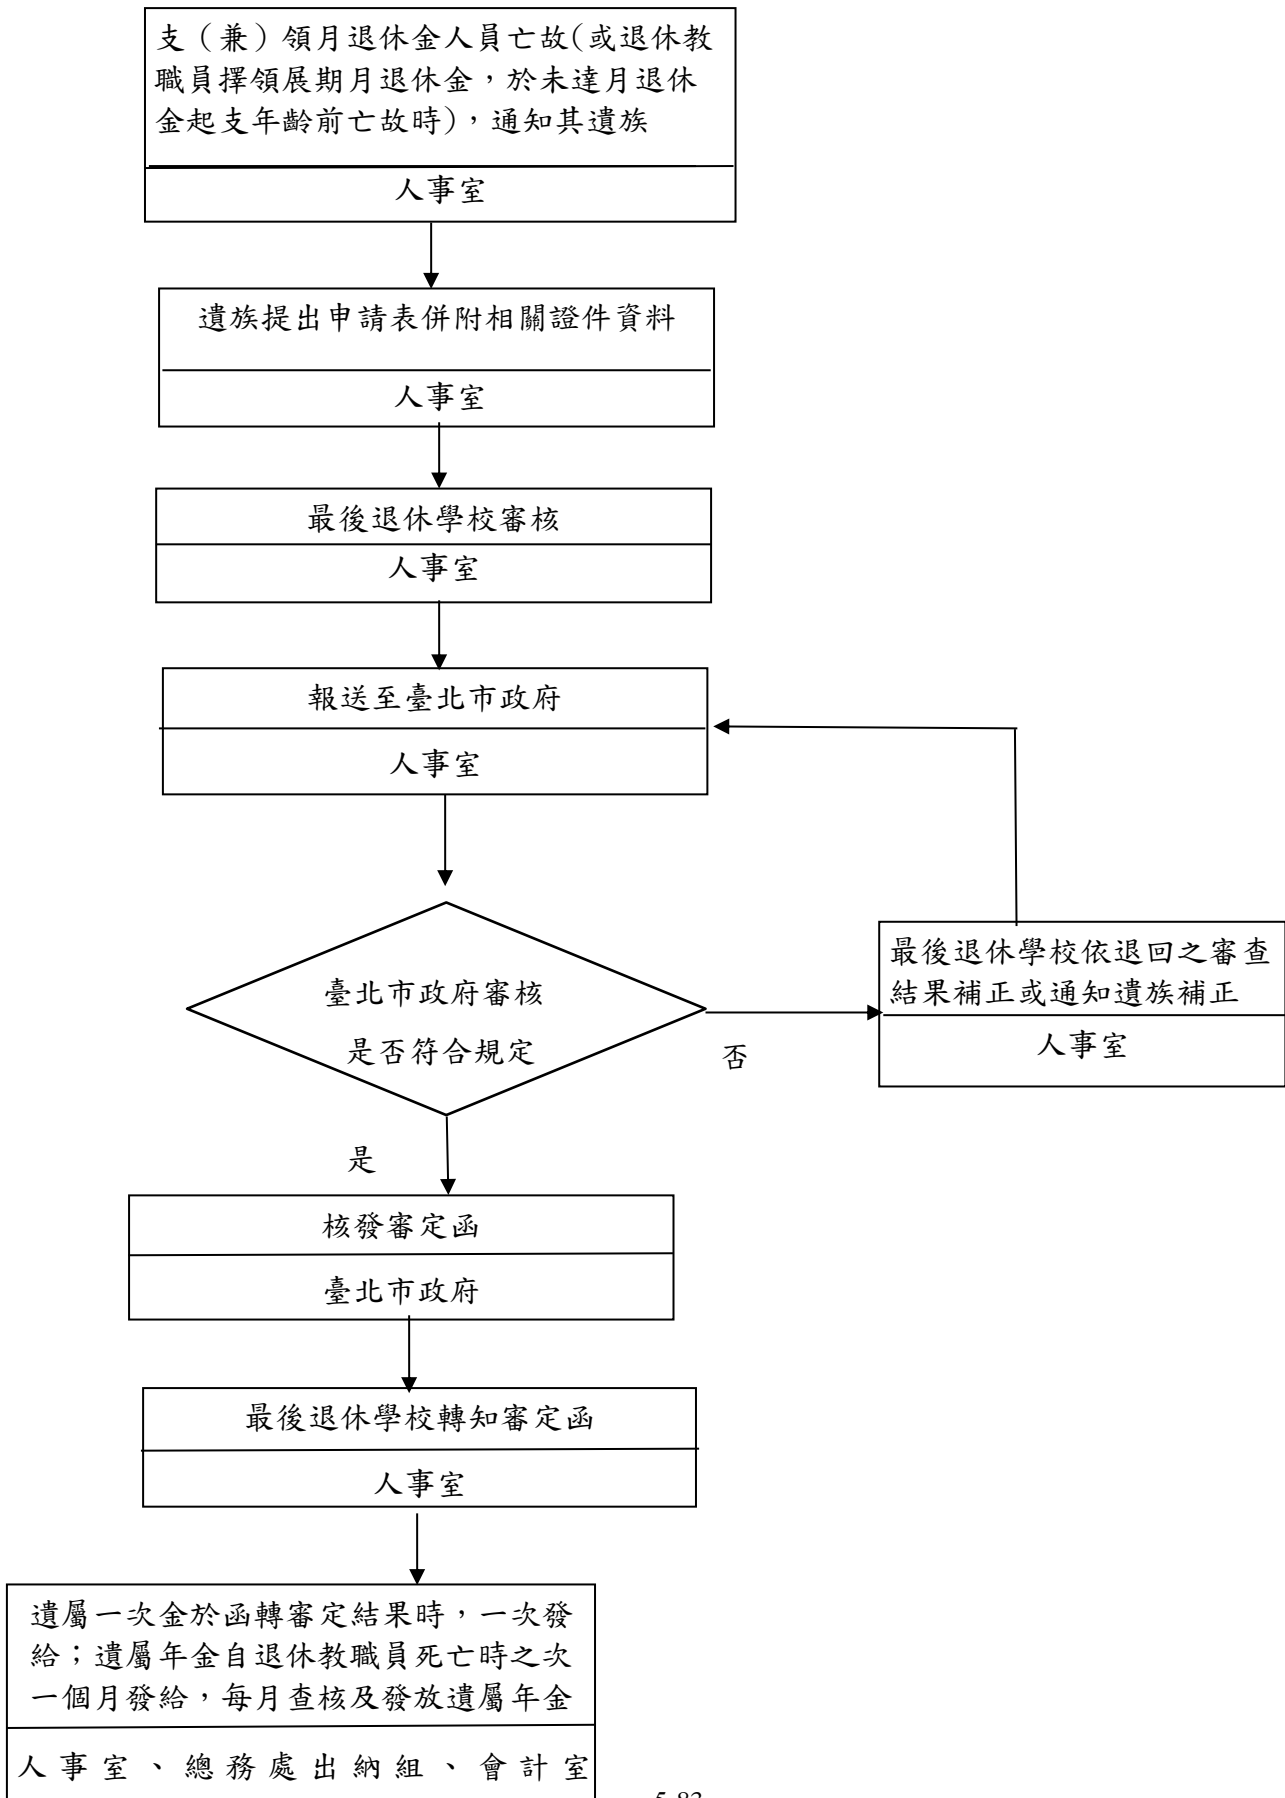 支（兼）領月退休金人員亡故(或退休教
職員擇領展期月退休金，於未達月退休
金起支年齡前亡故時)，通知其遺族
人事室
遺族提出申請表併附相關證件資料
人事室
最後退休學校審核
人事室
報送至臺北市政府
人事室
臺北市政府審核
是否符合規定
否
最後退休學校依退回之審查
結果補正或通知遺族補正
人事室
是
核發審定函
臺北市政府
最後退休學校轉知審定函
人事室
遺屬一次金於函轉審定結果時，一次發
給；遺屬年金自退休教職員死亡時之次
一個月發給，每月查核及發放遺屬年金
人事室、總務處出納組、會計室
5-83